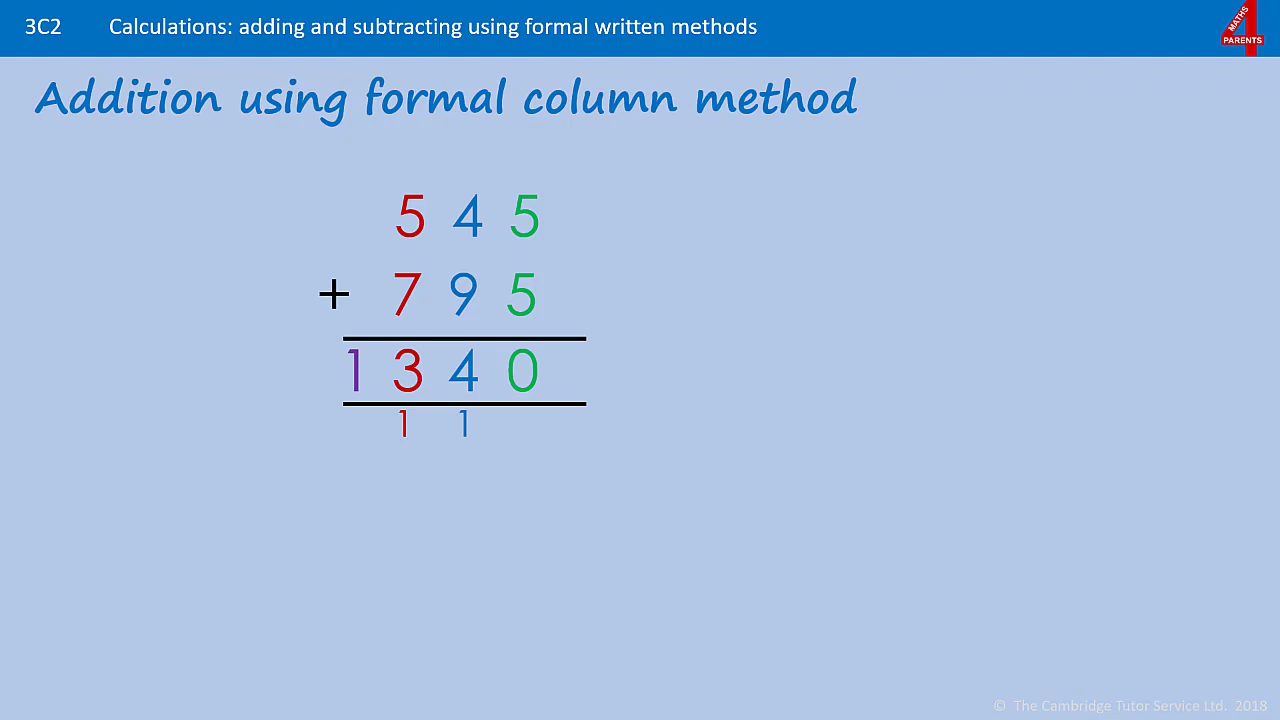 3C2 Calculations: adding and subtracting using formal written methods
MATHS
4
PARENTS
Addition using formal column method
5 4 5
+ 7 9 5
1 3 4 0
1 1
© The Cambridge Tutor Service Ltd. 2018